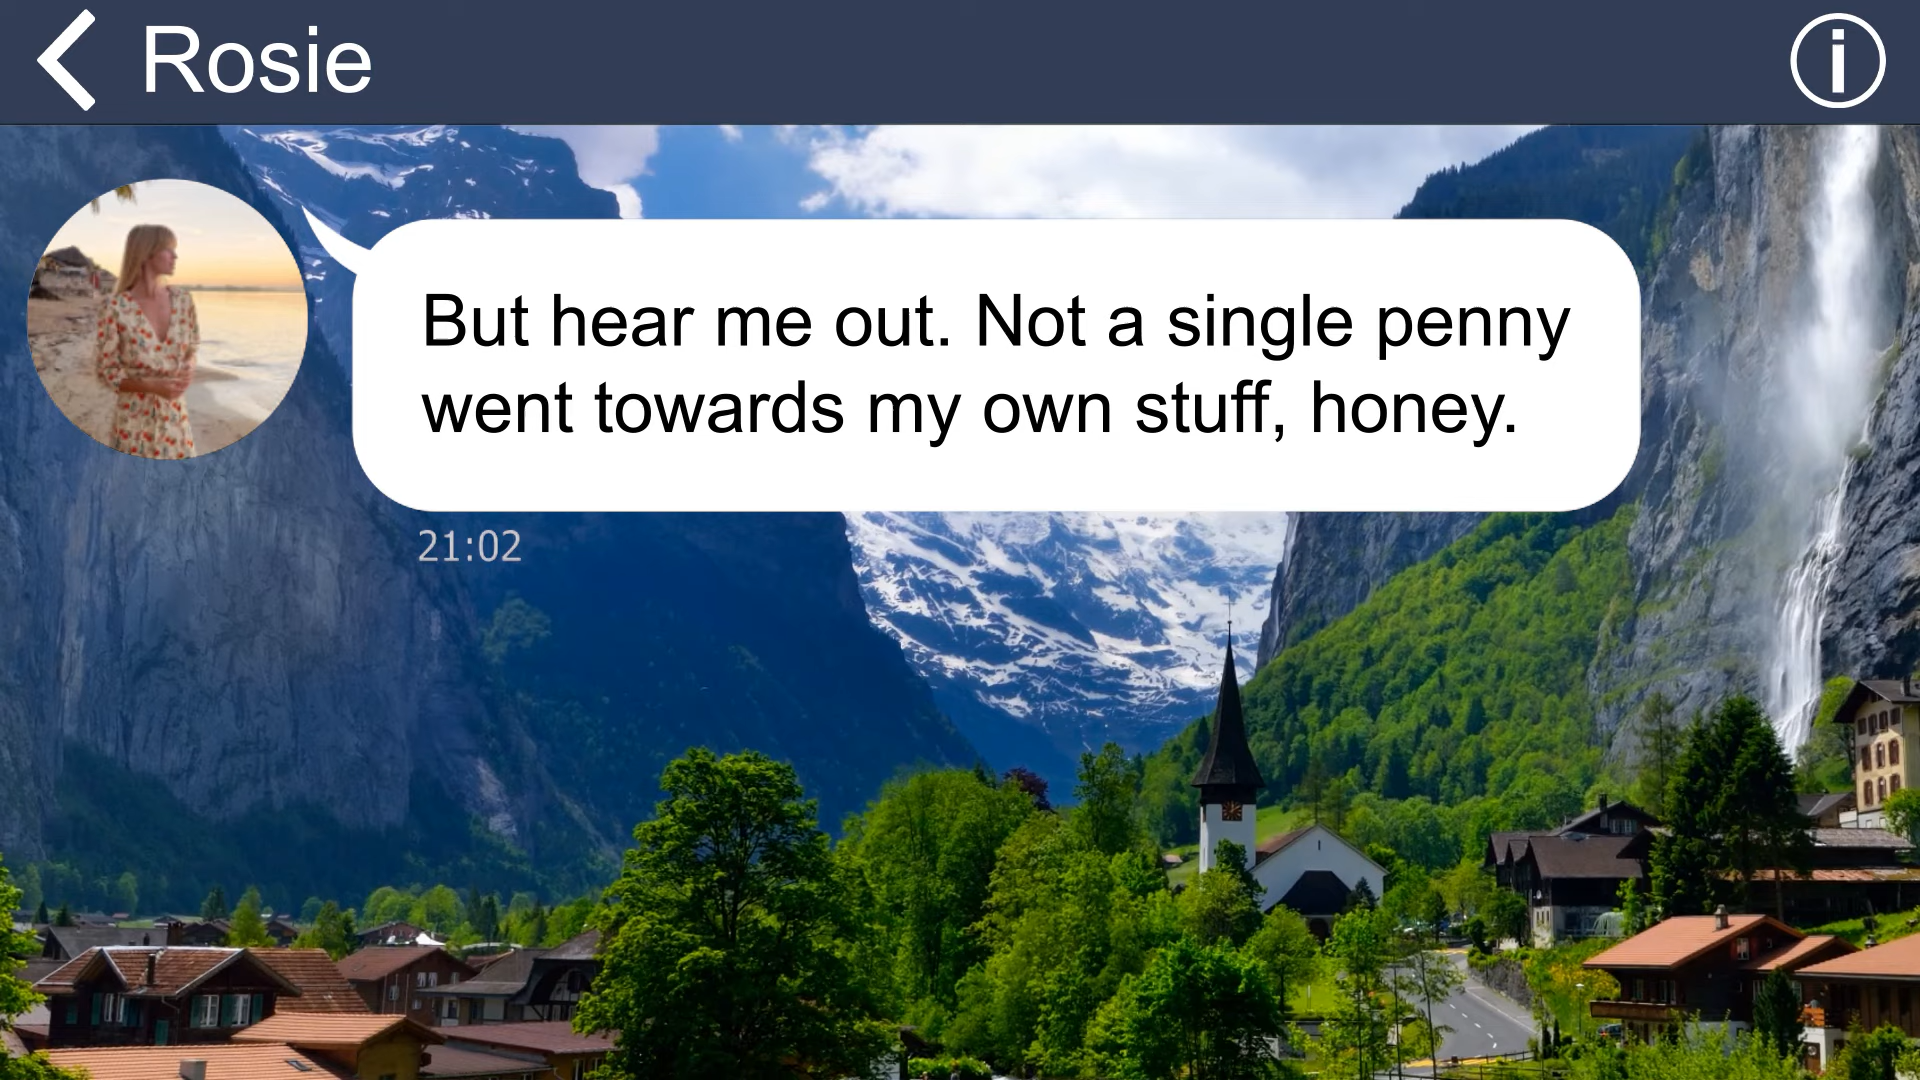 Rosie
But hear me out. Not a single penny
went towards my own stuff, honey.
21:02